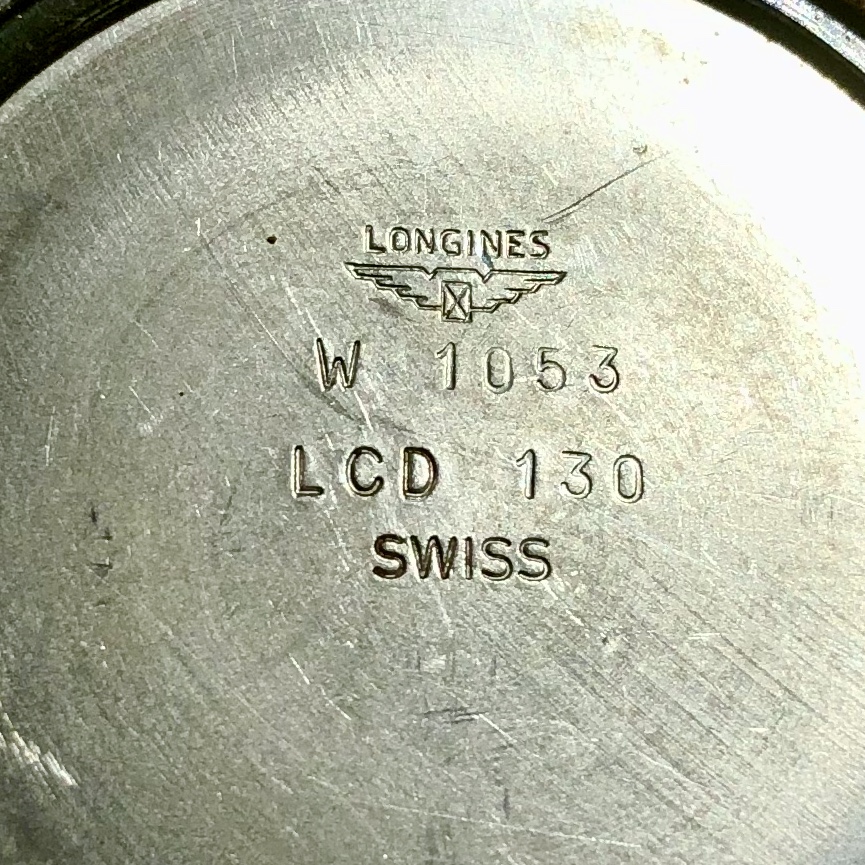 LONGINES
W 1053
LCD 130
SWISS